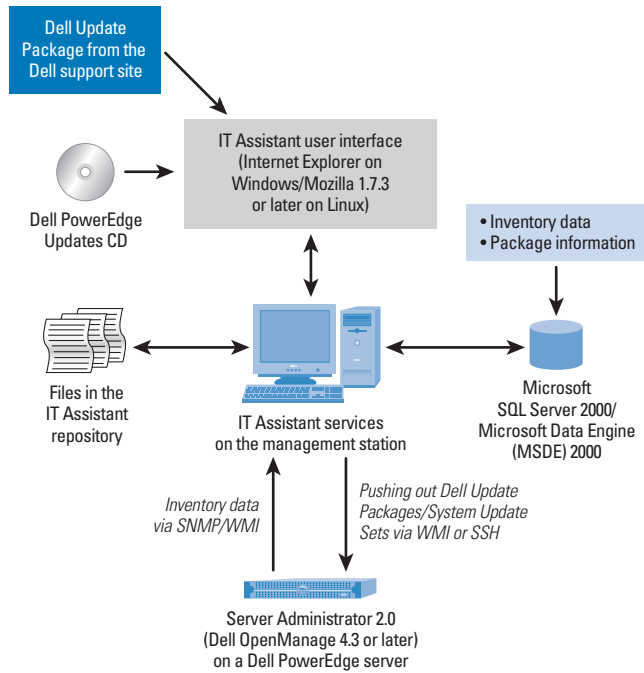 Dell Update
Package from the
Dell support site
IT Assistant user interface
(Internet Explorer on
Windows/Mozilla 1.7.3
or later on Linux)
Dell PowerEdge
Updates CD
• Inventory data
• Package information
Files in the
IT Assistant
repository
IT Assistant services
on the management station
Microsoft
SQL Server 2000/
Microsoft Data Engine
(MSDE) 2000
Inventory data
via SNMP/WMI
Pushing out Dell Update
Packages/System Update
Sets via WMI or SSH
Server Administrator 2.0
(Dell OpenManage 4.3 or later)
on a Dell PowerEdge server